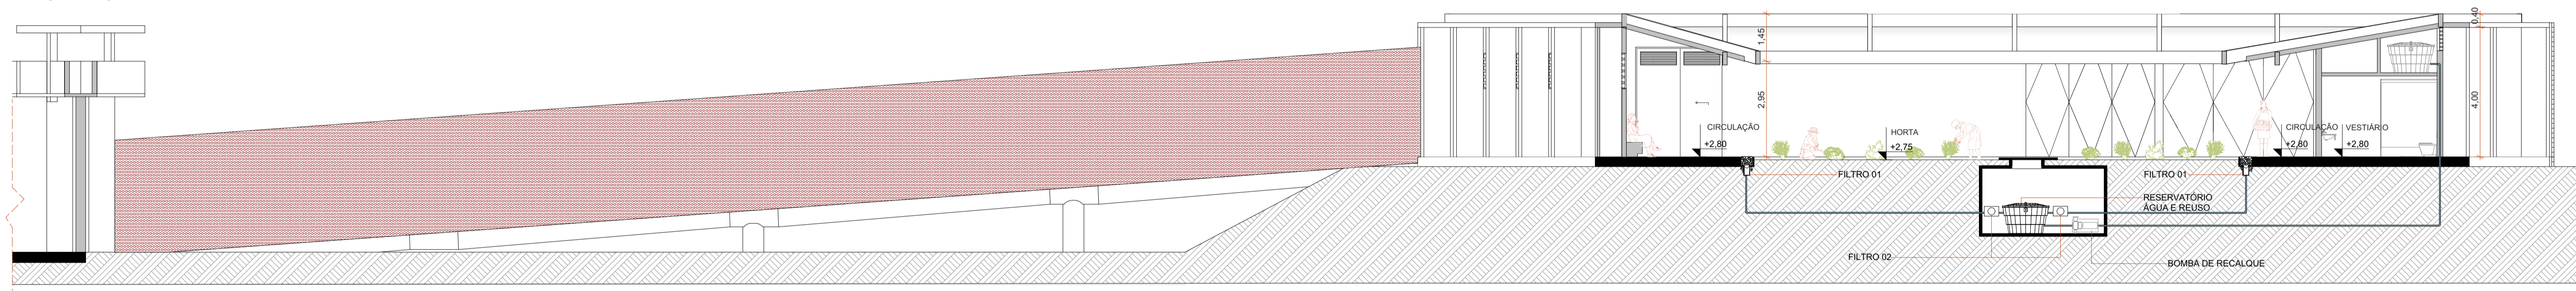 0,40
1,45
2,95
4,00
CIRCULAÇÃO
+2,80
HORTA
+2,75
CIRCULAÇÃO
+2,80
VESTIÁRIO
+2,80
FILTRO 01
FILTRO 01
RESERVATÓRIO
ÁGUA E REUSO
FILTRO 02
BOMBA DE RECALQUE